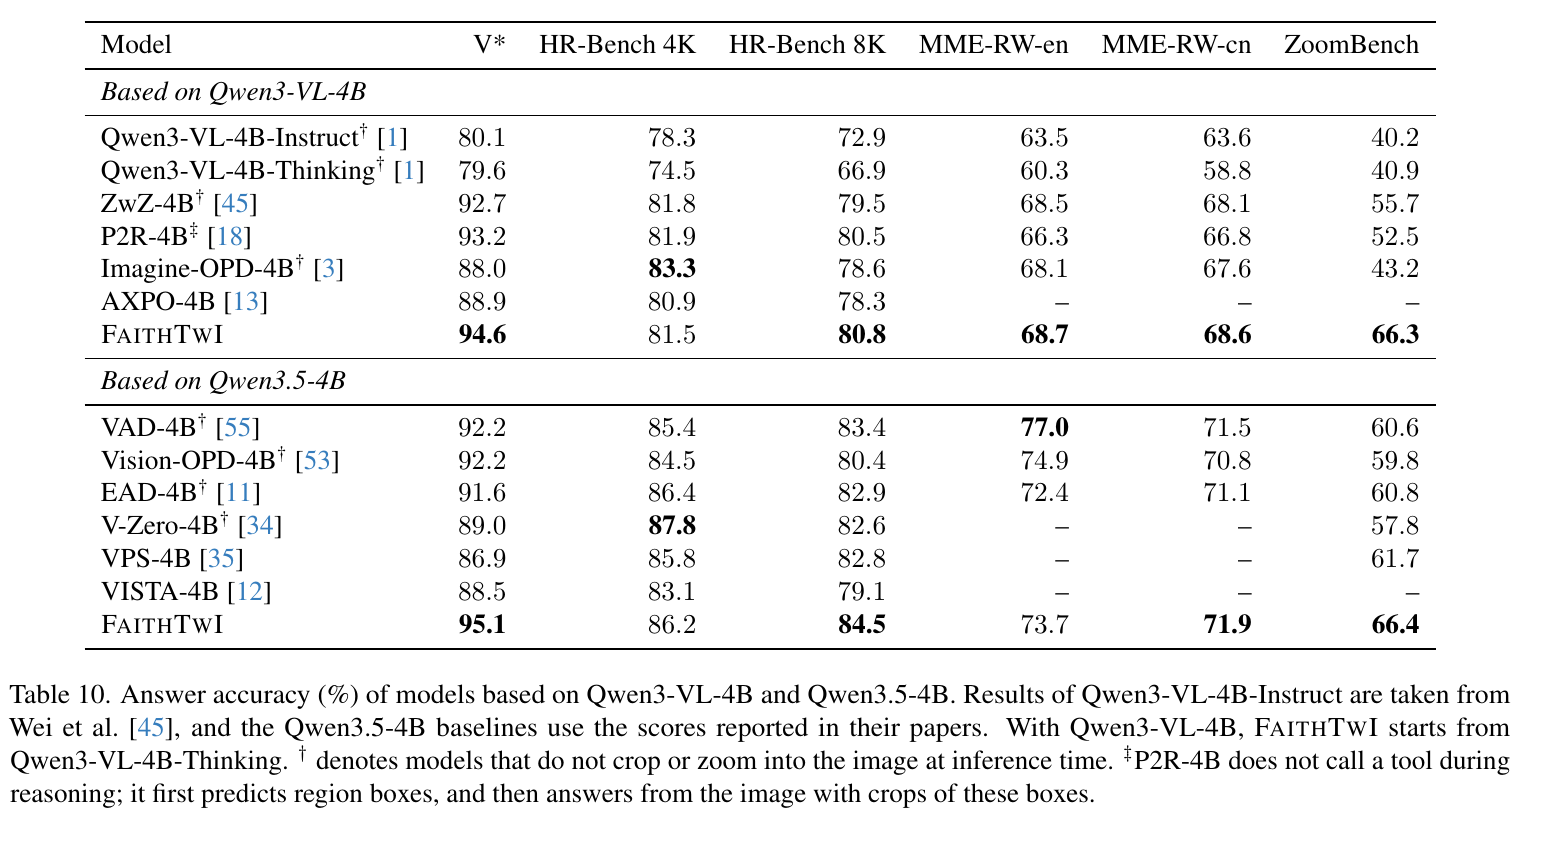 Model V* HR-Bench 4K HR-Bench 8K MME-RW-en MME-RW-cn ZoomBench
Based on Qwen3-VL-4B
Qwen3-VL-4B-Instruct† [1] 80.1 78.3 72.9 63.5 63.6 40.2
Qwen3-VL-4B-Thinking† [1] 79.6 74.5 66.9 60.3 58.8 40.9
ZwZ-4B† [45] 92.7 81.8 79.5 68.5 68.1 55.7
P2R-4B‡ [18] 93.2 81.9 80.5 66.3 66.8 52.5
Imagine-OPD-4B† [3] 88.0 83.3 78.6 68.1 67.6 43.2
AXPO-4B [13] 88.9 80.9 78.3 – – –
FAITHTWI 94.6 81.5 80.8 68.7 68.6 66.3
Based on Qwen3.5-4B
VAD-4B† [55] 92.2 85.4 83.4 77.0 71.5 60.6
Vision-OPD-4B† [53] 92.2 84.5 80.4 74.9 70.8 59.8
EAD-4B† [11] 91.6 86.4 82.9 72.4 71.1 60.8
V-Zero-4B† [34] 89.0 87.8 82.6 – – 57.8
VPS-4B [35] 86.9 85.8 82.8 – – 61.7
VISTA-4B [12] 88.5 83.1 79.1 – – –
FAITHTWI 95.1 86.2 84.5 73.7 71.9 66.4
Table 10. Answer accuracy (%) of models based on Qwen3-VL-4B and Qwen3.5-4B. Results of Qwen3-VL-4B-Instruct are taken from
Wei et al. [45], and the Qwen3.5-4B baselines use the scores reported in their papers. With Qwen3-VL-4B, FAITHTWI starts from
Qwen3-VL-4B-Thinking. † denotes models that do not crop or zoom into the image at inference time. ‡P2R-4B does not call a tool during
reasoning; it first predicts region boxes, and then answers from the image with crops of these boxes.